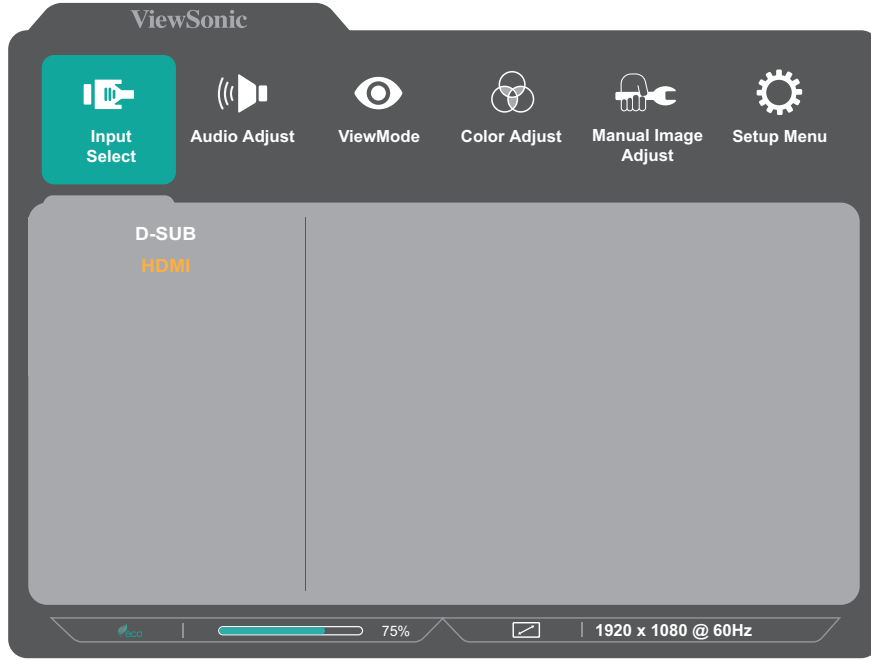 ViewSonic
Input
Select
Audio Adjust
ViewMode
Color Adjust
Manual Image
Adjust
Setup Menu
D-SUB
HDMI
eco
75%
1920 x 1080 @ 60Hz